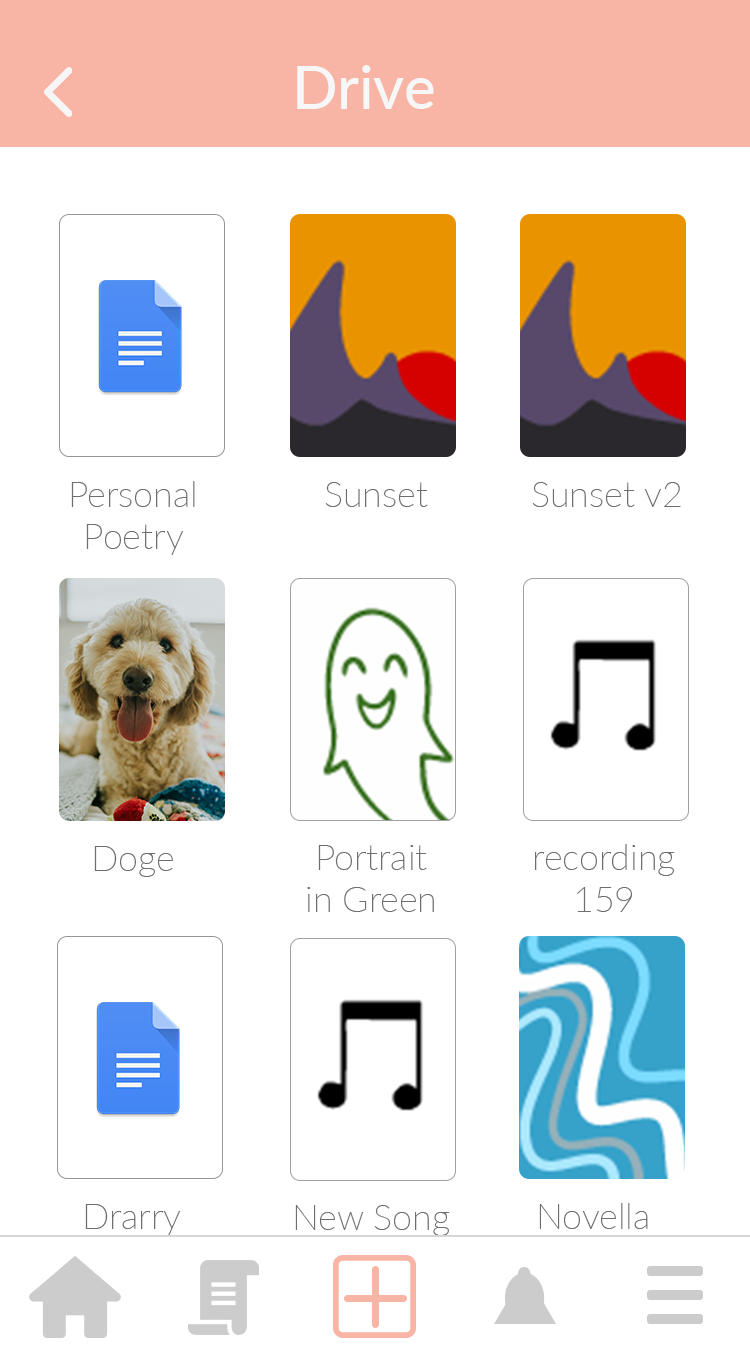 Drive
Personal
Poetry
Sunset
Sunset v2
Doge
Portrait
in Green
recording
159
Drarry
New Song
Novella